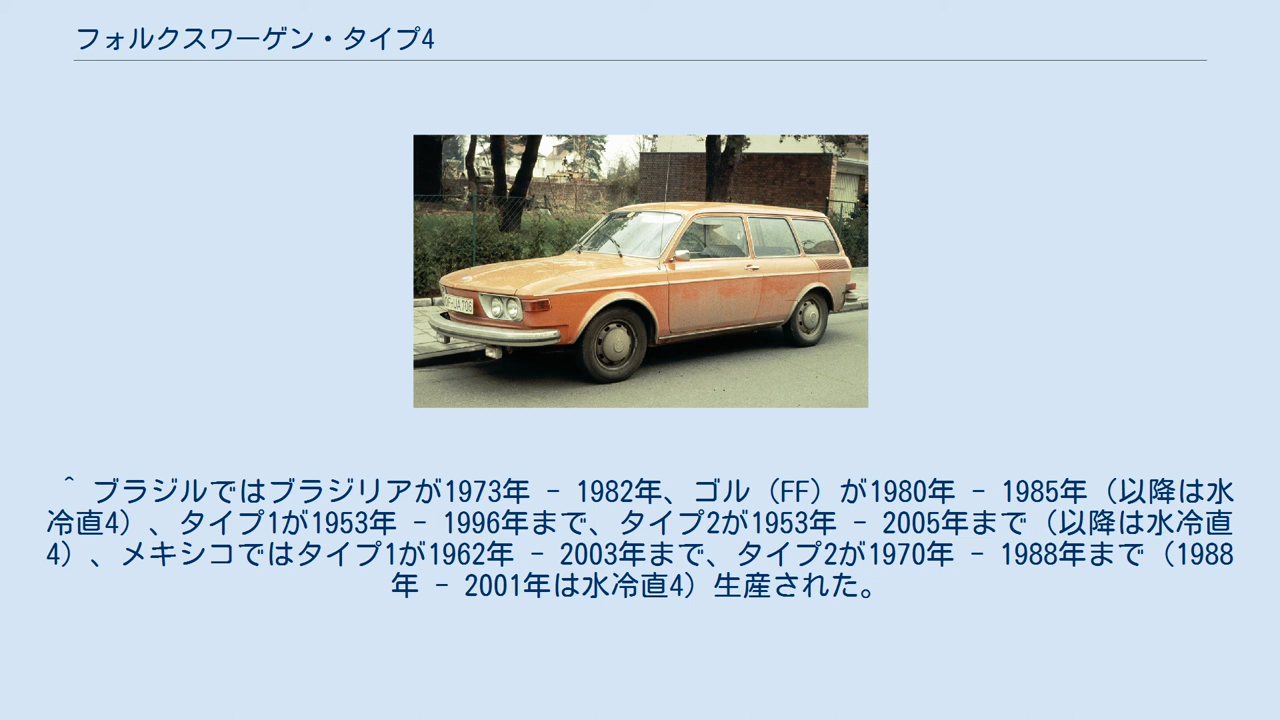 フォルクスワーゲン・タイプ4
^ ブラジルではブラジリアが1973年 - 1982年、ゴル（FF）が1980年 - 1985年（以降は水
冷直4）、タイプ1が1953年 - 1996年まで、タイプ2が1953年 - 2005年まで（以降は水冷直
4）、メキシコではタイプ1が1962年 - 2003年まで、タイプ2が1970年 - 1988年まで（1988
年 - 2001年は水冷直4）生産された。